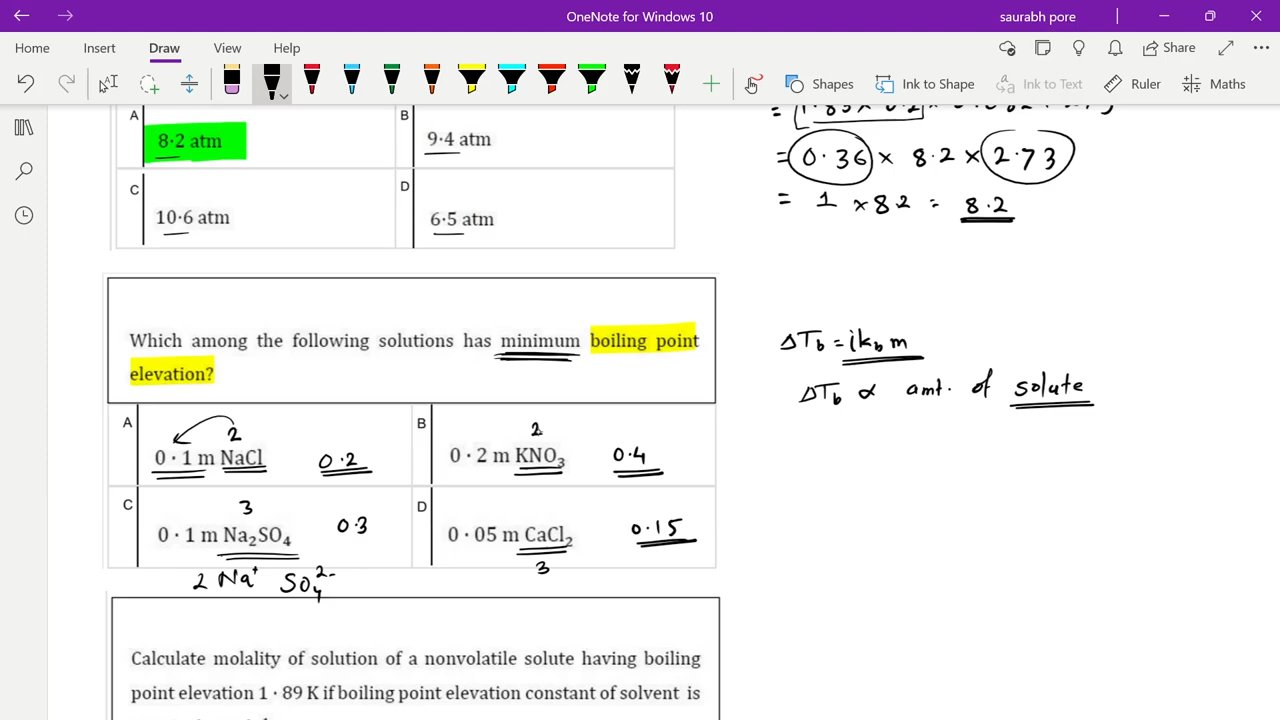 OneNote for Windows 10
saurabh pore
Home Insert Draw View Help
Share
Shapes Ink to Shape Ink to Text Ruler Maths
A 8·2 atm
B 9·4 atm
C 10·6 atm
D 6·5 atm
= 0.36 × 8.2 × 2.73
= 1 × 8.2 = 8.2
Which among the following solutions has minimum boiling point
elevation?
A 0·1 m NaCl 2 0.2
B 0·2 m KNO₃ 2 0.4
C 0·1 m Na₂SO₄ 3 0.3
D 0·05 m CaCl₂ 3 0.15
2 Na⁺ SO₄²⁻
ΔT_b = i k_b m
ΔT_b ∝ amt. of solute
Calculate molality of solution of a nonvolatile solute having boiling
point elevation 1·89 K if boiling point elevation constant of solvent is